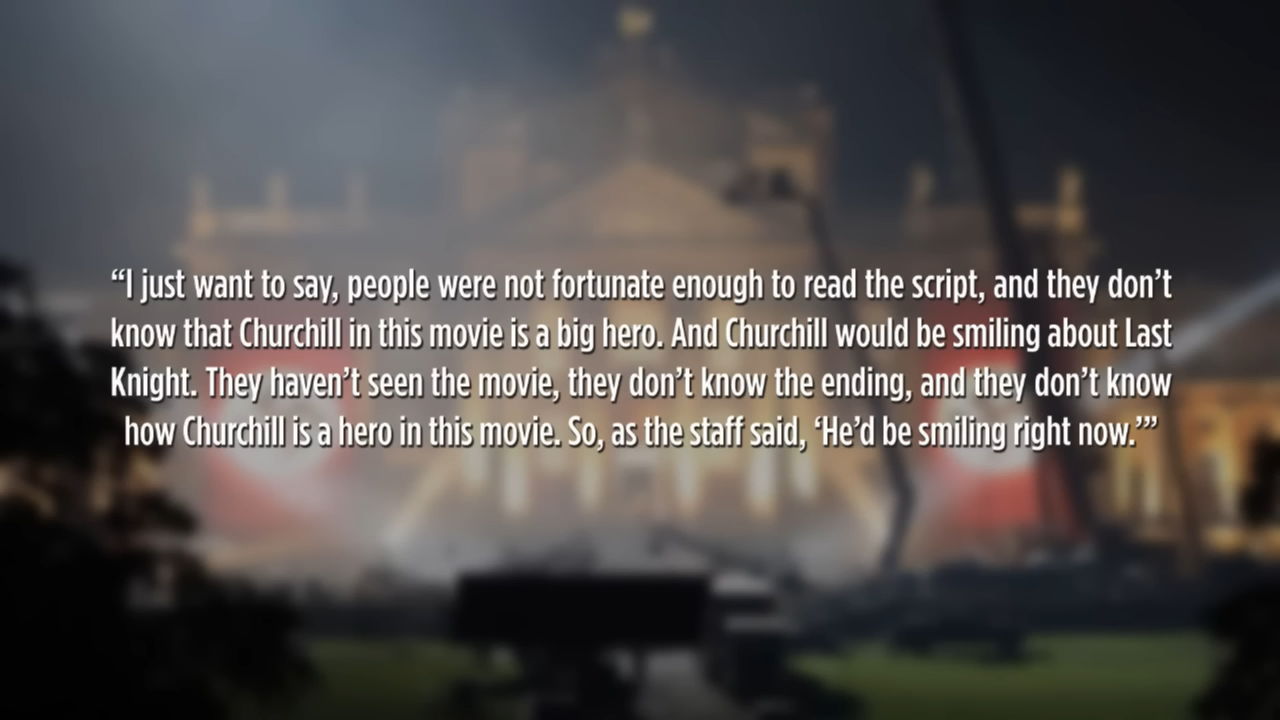 “I just want to say, people were not fortunate enough to read the script, and they don’t
know that Churchill in this movie is a big hero. And Churchill would be smiling about Last
Knight. They haven’t seen the movie, they don’t know the ending, and they don’t know
how Churchill is a hero in this movie. So, as the staff said, ‘He’d be smiling right now.’”